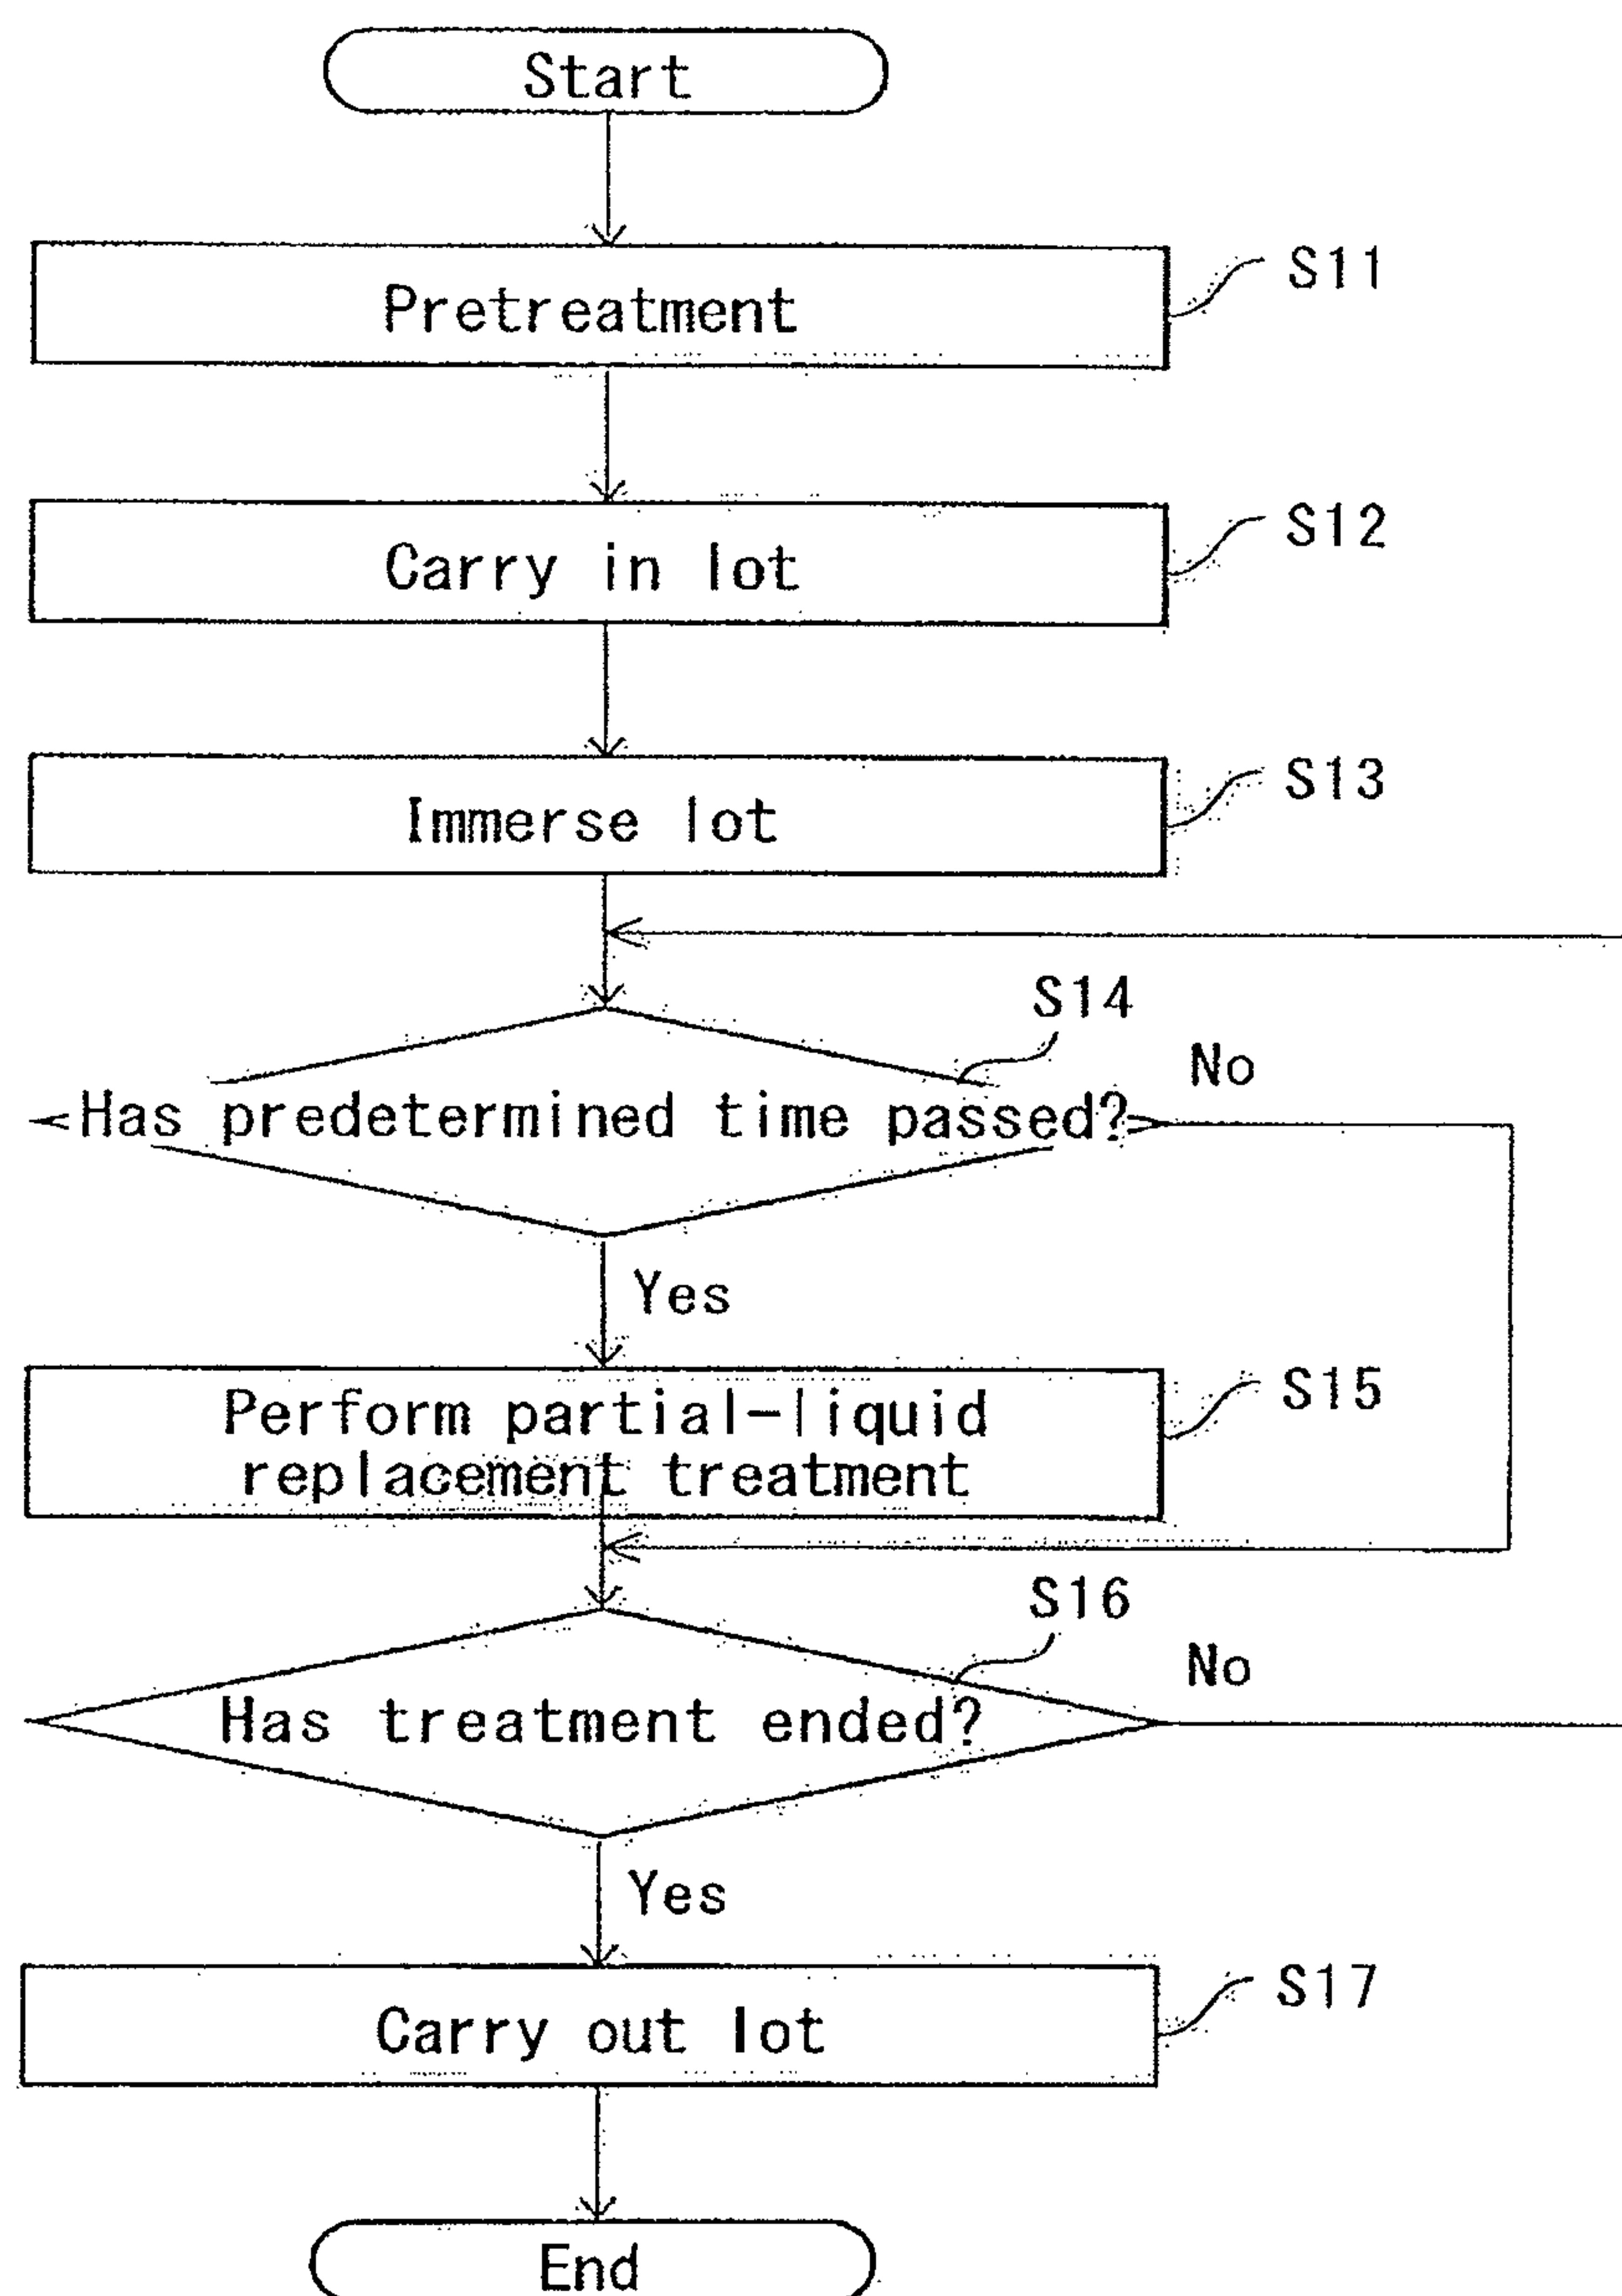 Start
Pretreatment
S11
Carry in lot
S12
Immerse lot
S13
S14
No
Has predetermined time passed?
Yes
Perform partial-liquid
replacement treatment
S15
S16
No
Has treatment ended?
Yes
Carry out lot
S17
End